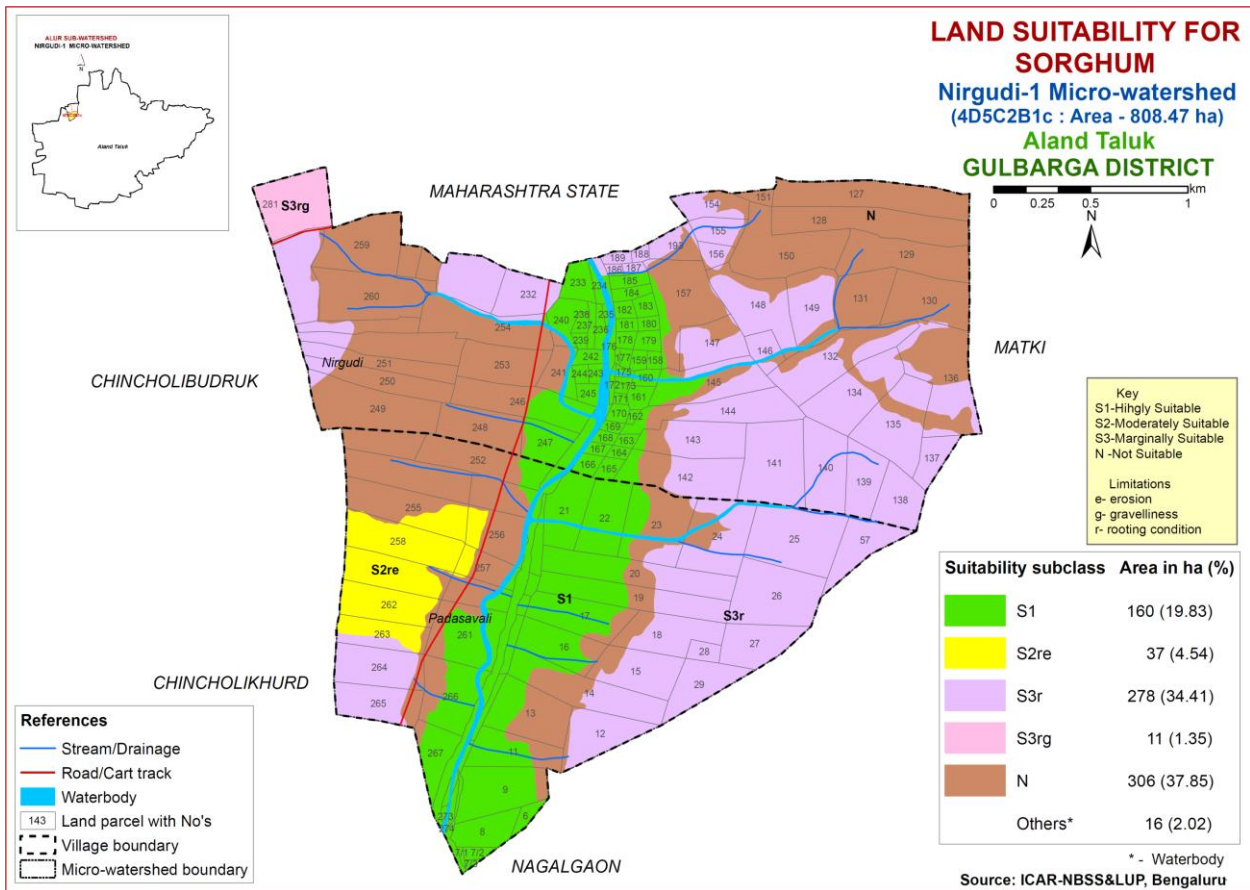 ALUR SUB-WATERSHED
NIRGUDI-1 MICRO-WATERSHED
N
Aland Taluk
LAND SUITABILITY FOR
SORGHUM
Nirgudi-1 Micro-watershed
(4D5C2B1c : Area - 808.47 ha)
Aland Taluk
GULBARGA DISTRICT
km
0 0.25 0.5 1
N
MAHARASHTRA STATE
MATKI
CHINCHOLIBUDRUK
CHINCHOLIKHURD
NAGALGAON
281 S3rg
259
260
232
254
233 234
240
238 235
237 236
239
242
241
244 243
245
176
189 188
186 187
193
185
184
182 183
181 180
178 179
177 159 158
175
160
172 173
171 161
170 162
169
168 163
167 164
166 165
154
155
156
151
127
128
N
150
129
157
148 149
131
130
147
146
132
145
136
134
144
135
143
142
141
140
139
137
138
Nirgudi
251
250
253
249
246
248
247
252
255
256
258
257
S2re
262
263
264
265
Padasavali
261
266
267
21
22
23
24
25
57
20
19
26
S1
17
18
S3r
27
28
16
15
29
14
13
12
11
9
273
274
8
6
7/1 7/2
7/3
Key
S1-Hihgly Suitable
S2-Moderately Suitable
S3-Marginally Suitable
N -Not Suitable
Limitations
e- erosion
g- gravelliness
r- rooting condition
Suitability subclass Area in ha (%)
S1 160 (19.83)
S2re 37 (4.54)
S3r 278 (34.41)
S3rg 11 (1.35)
N 306 (37.85)
Others* 16 (2.02)
* - Waterbody
Source: ICAR-NBSS&LUP, Bengaluru
References
Stream/Drainage
Road/Cart track
Waterbody
143 Land parcel with No's
Village boundary
Micro-watershed boundary